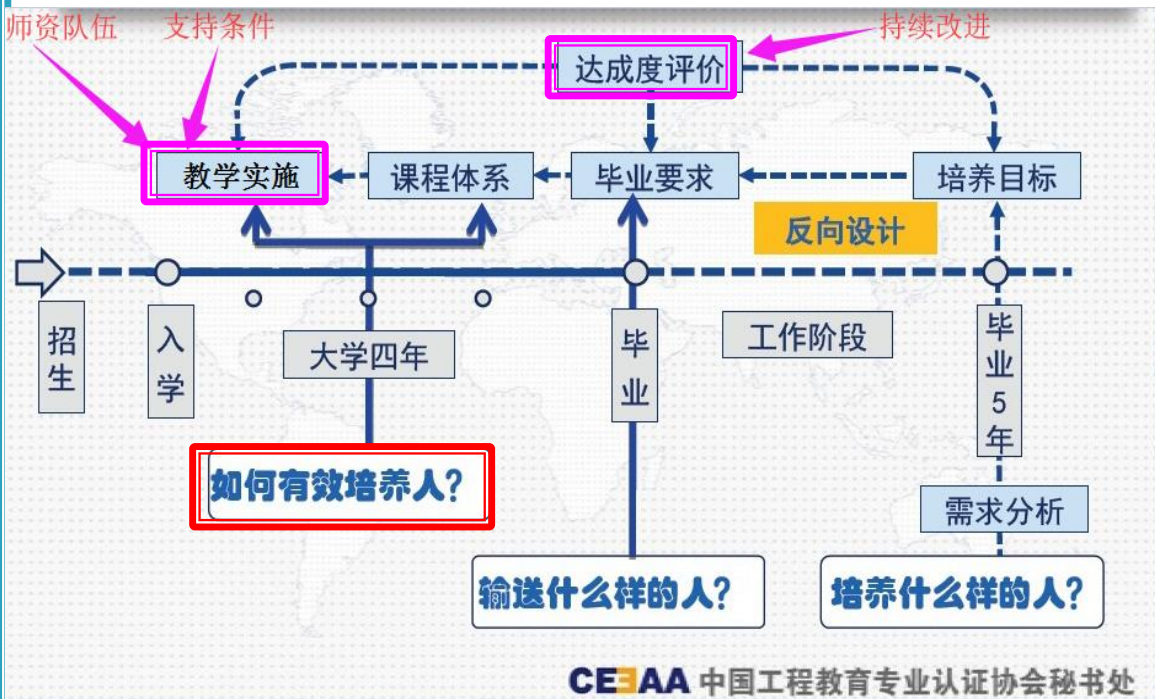 师资队伍
支持条件
持续改进
达成度评价
教学实施
课程体系
毕业要求
培养目标
反向设计
招生
入学
大学四年
毕业
工作阶段
毕业5年
如何有效培养人?
需求分析
输送什么样的人?
培养什么样的人?
CEEAA 中国工程教育专业认证协会秘书处